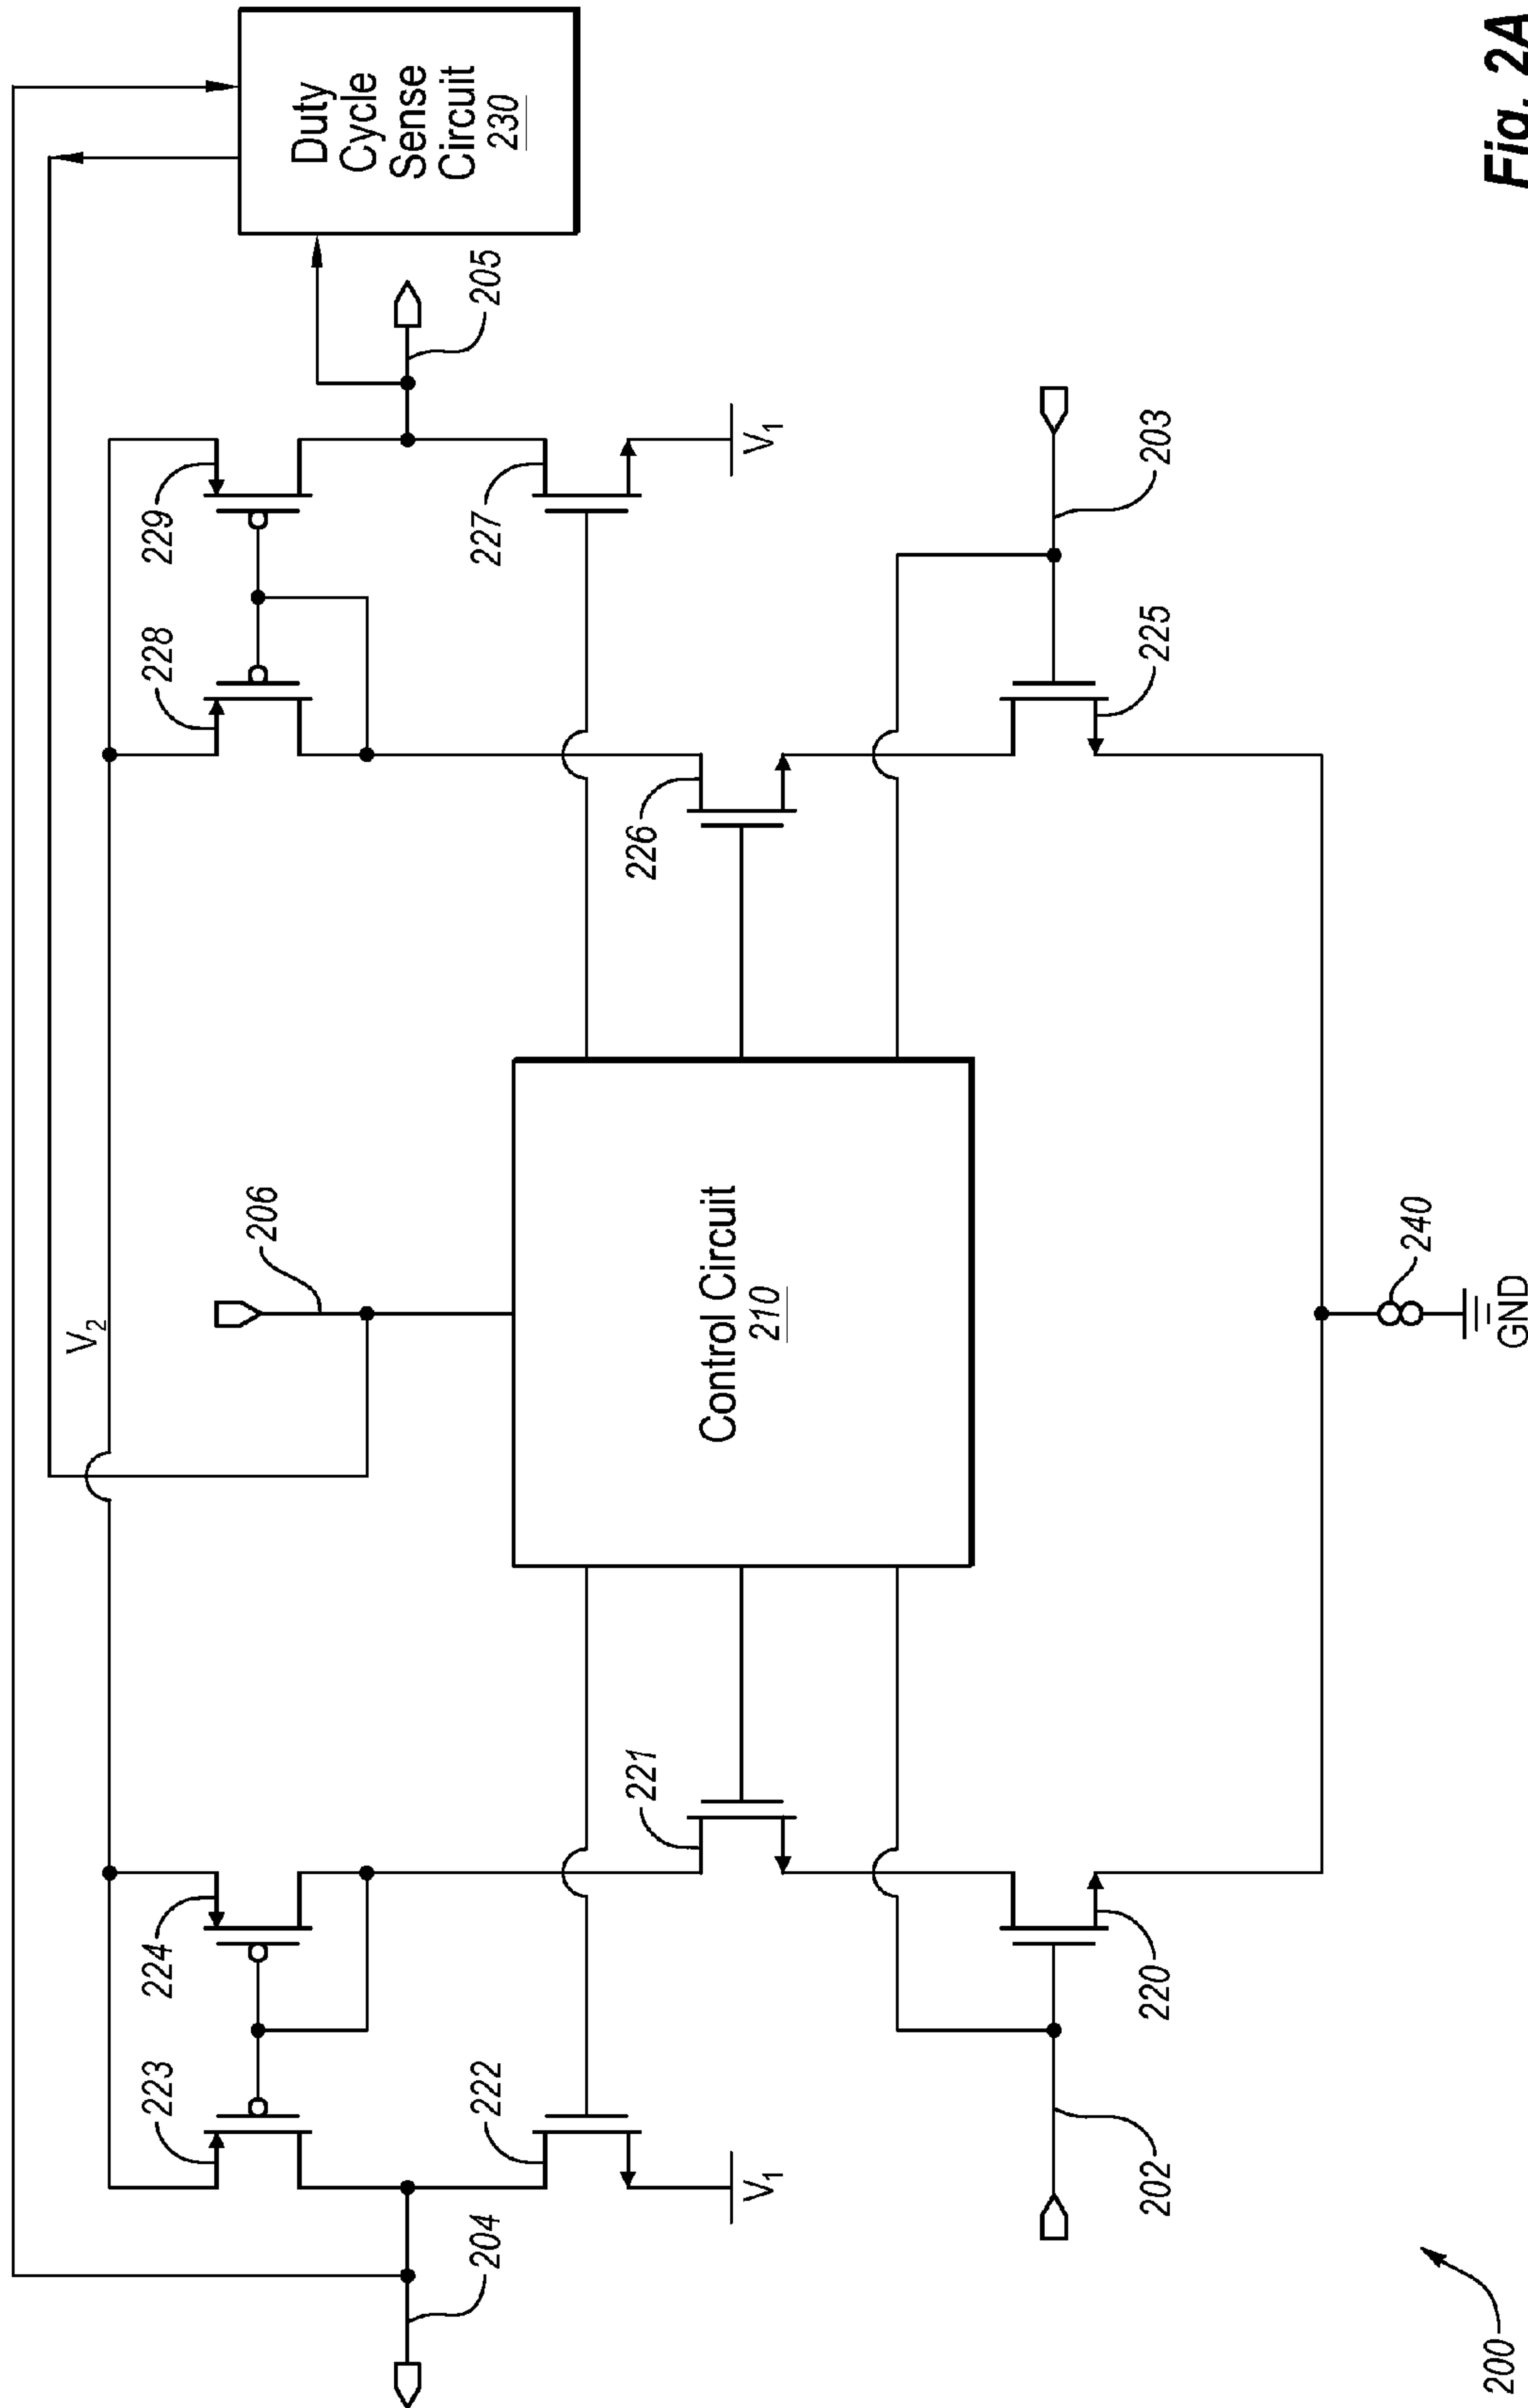 Duty
Cycle
Sense
Circuit
230
V2
206
223
224
228
229
204
222
227
205
221
226
Control Circuit
210
V1
V1
202
220
225
203
240
GND
200
Fig. 2A